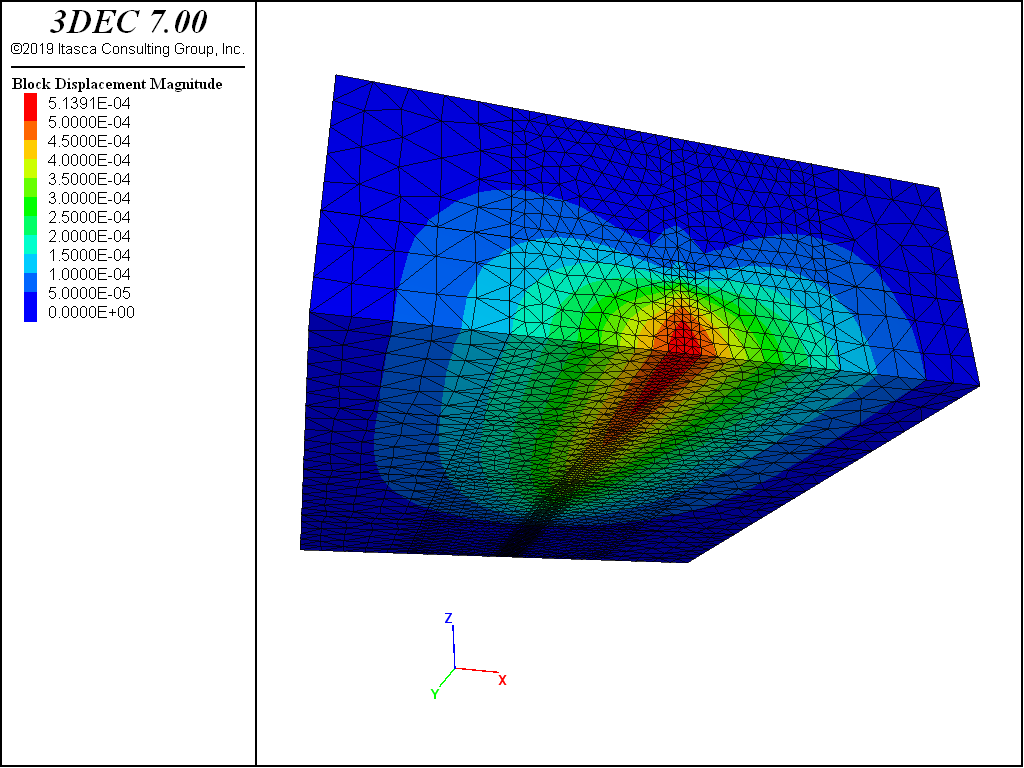 3DEC 7.00
©2019 Itasca Consulting Group, Inc.
Block Displacement Magnitude
5.1391E-04
5.0000E-04
4.5000E-04
4.0000E-04
3.5000E-04
3.0000E-04
2.5000E-04
2.0000E-04
1.5000E-04
1.0000E-04
5.0000E-05
0.0000E+00
Z
X
Y